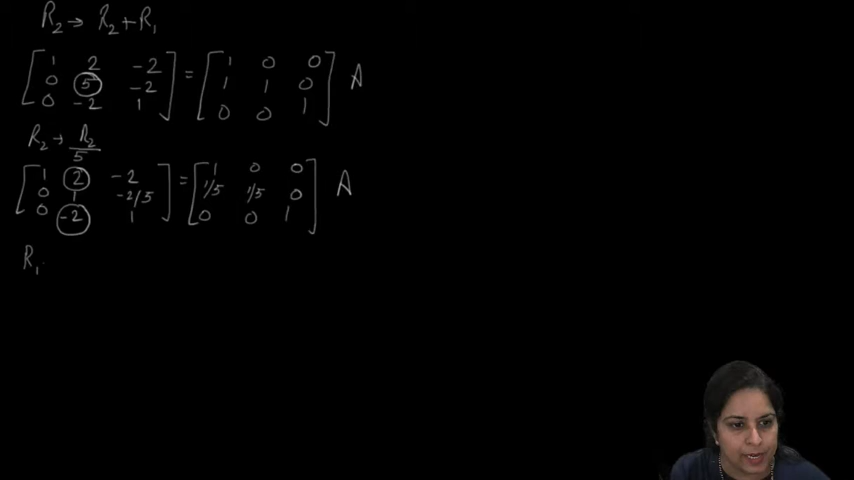 R₂ → R₂ + R₁
[1 2 -2] = [1 0 0]
[0 5 -2] [1 1 0] A
[0 -2 1] [0 0 1]
R₂ → R₂/5
[1 2 -2] = [1 0 0]
[0 1 -2/5] [1/5 1/5 0] A
[0 -2 1] [0 0 1]
R₁